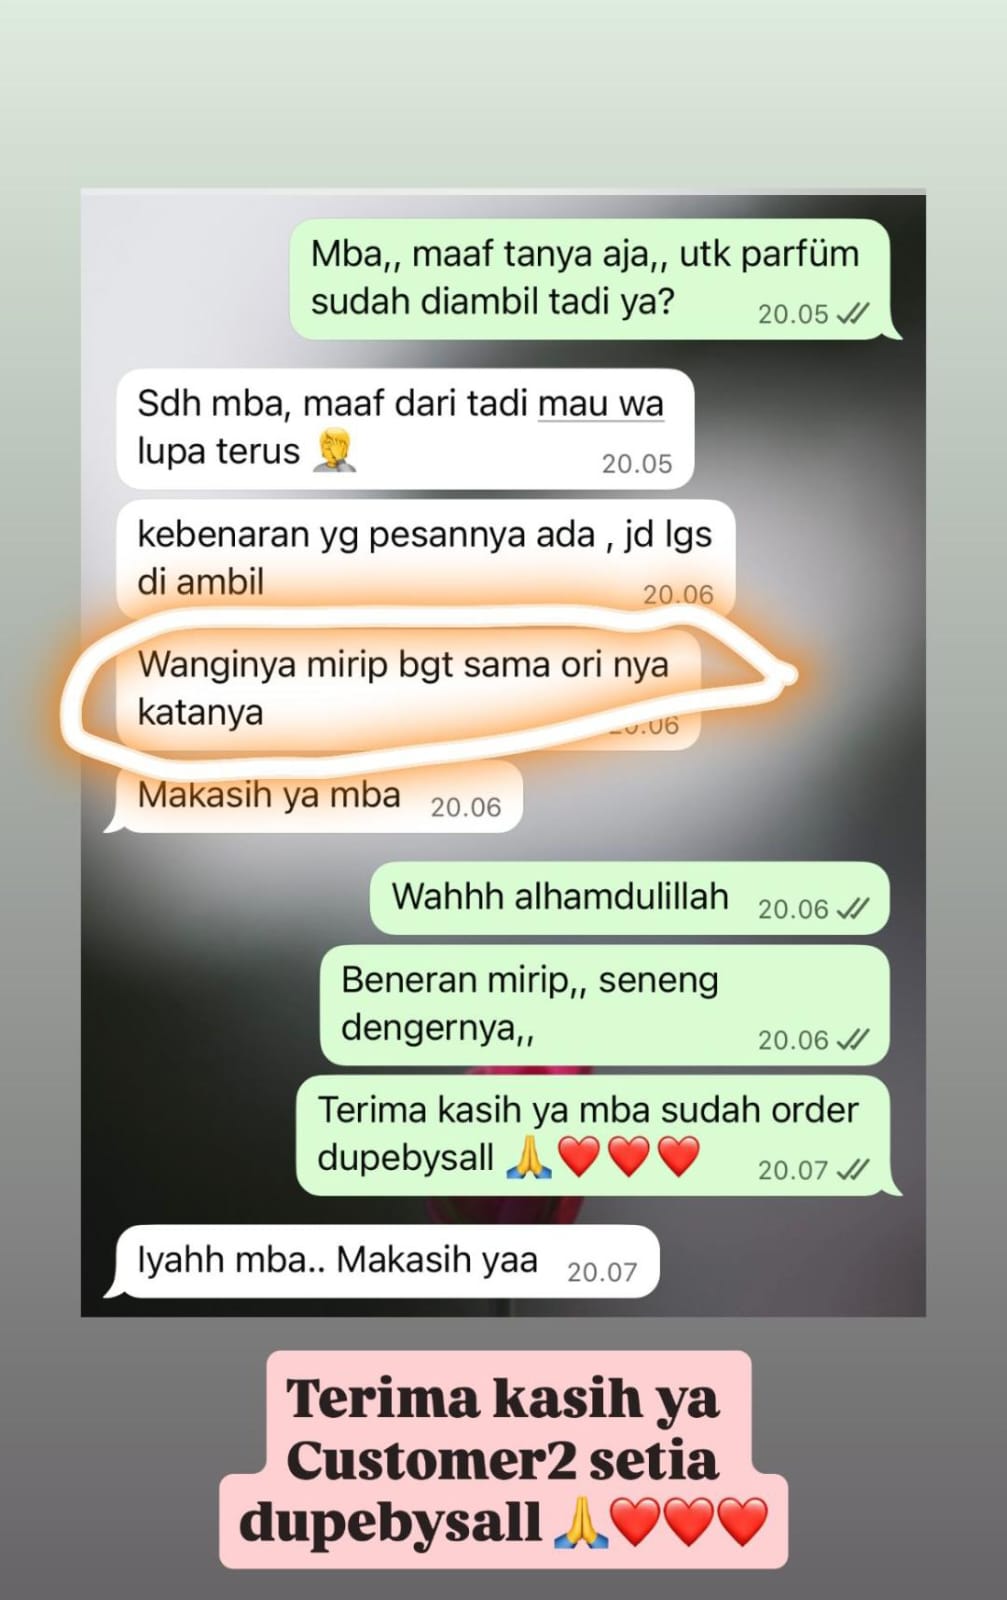 Mba,, maaf tanya aja,, utk parfüm
sudah diambil tadi ya?
20.05
Sdh mba, maaf dari tadi mau wa
lupa terus 🤦
20.05
kebenaran yg pesannya ada , jd lgs
di ambil
20.06
Wanginya mirip bgt sama ori nya
katanya
20.06
Makasih ya mba 20.06
Wahhh alhamdulillah 20.06
Beneran mirip,, seneng
dengernya,,
20.06
Terima kasih ya mba sudah order
dupebysall 🙏❤️❤️❤️
20.07
Iyahh mba.. Makasih yaa 20.07
Terima kasih ya
Customer2 setia
dupebysall 🙏❤️❤️❤️